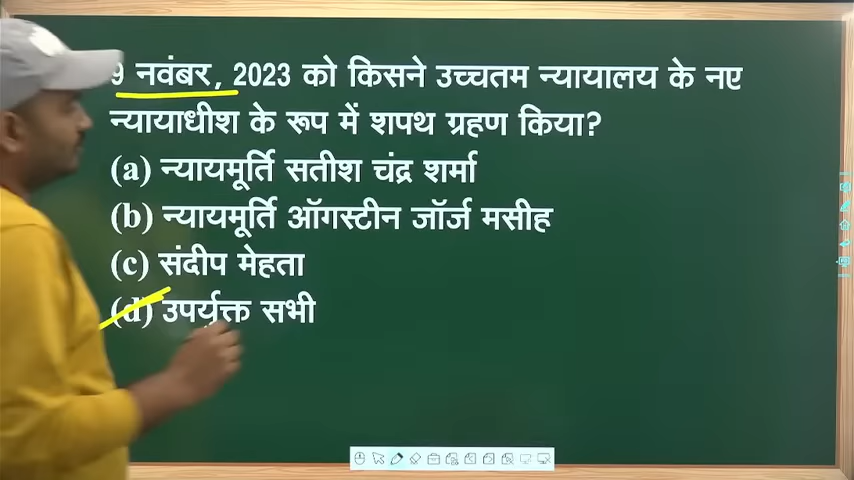 9 नवंबर, 2023 को किसने उच्चतम न्यायालय के नए
न्यायाधीश के रूप में शपथ ग्रहण किया?
(a) न्यायमूर्ति सतीश चंद्र शर्मा
(b) न्यायमूर्ति ऑगस्टीन जॉर्ज मसीह
(c) संदीप मेहता
(d) उपर्युक्त सभी